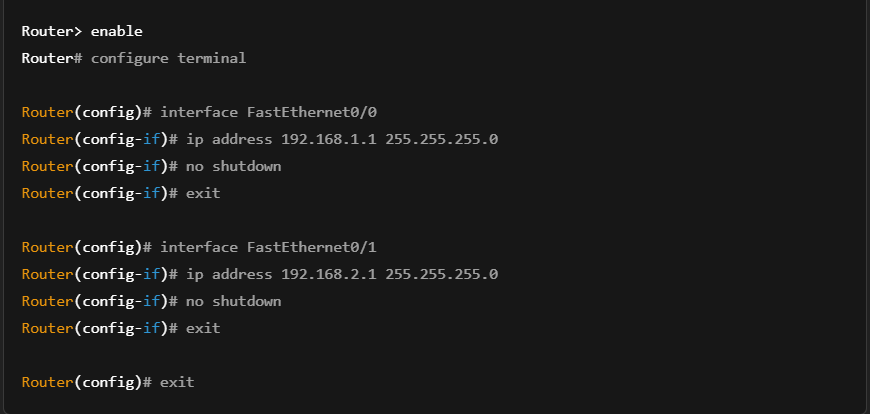 Router> enable
Router# configure terminal
Router(config)# interface FastEthernet0/0
Router(config-if)# ip address 192.168.1.1 255.255.255.0
Router(config-if)# no shutdown
Router(config-if)# exit
Router(config)# interface FastEthernet0/1
Router(config-if)# ip address 192.168.2.1 255.255.255.0
Router(config-if)# no shutdown
Router(config-if)# exit
Router(config)# exit